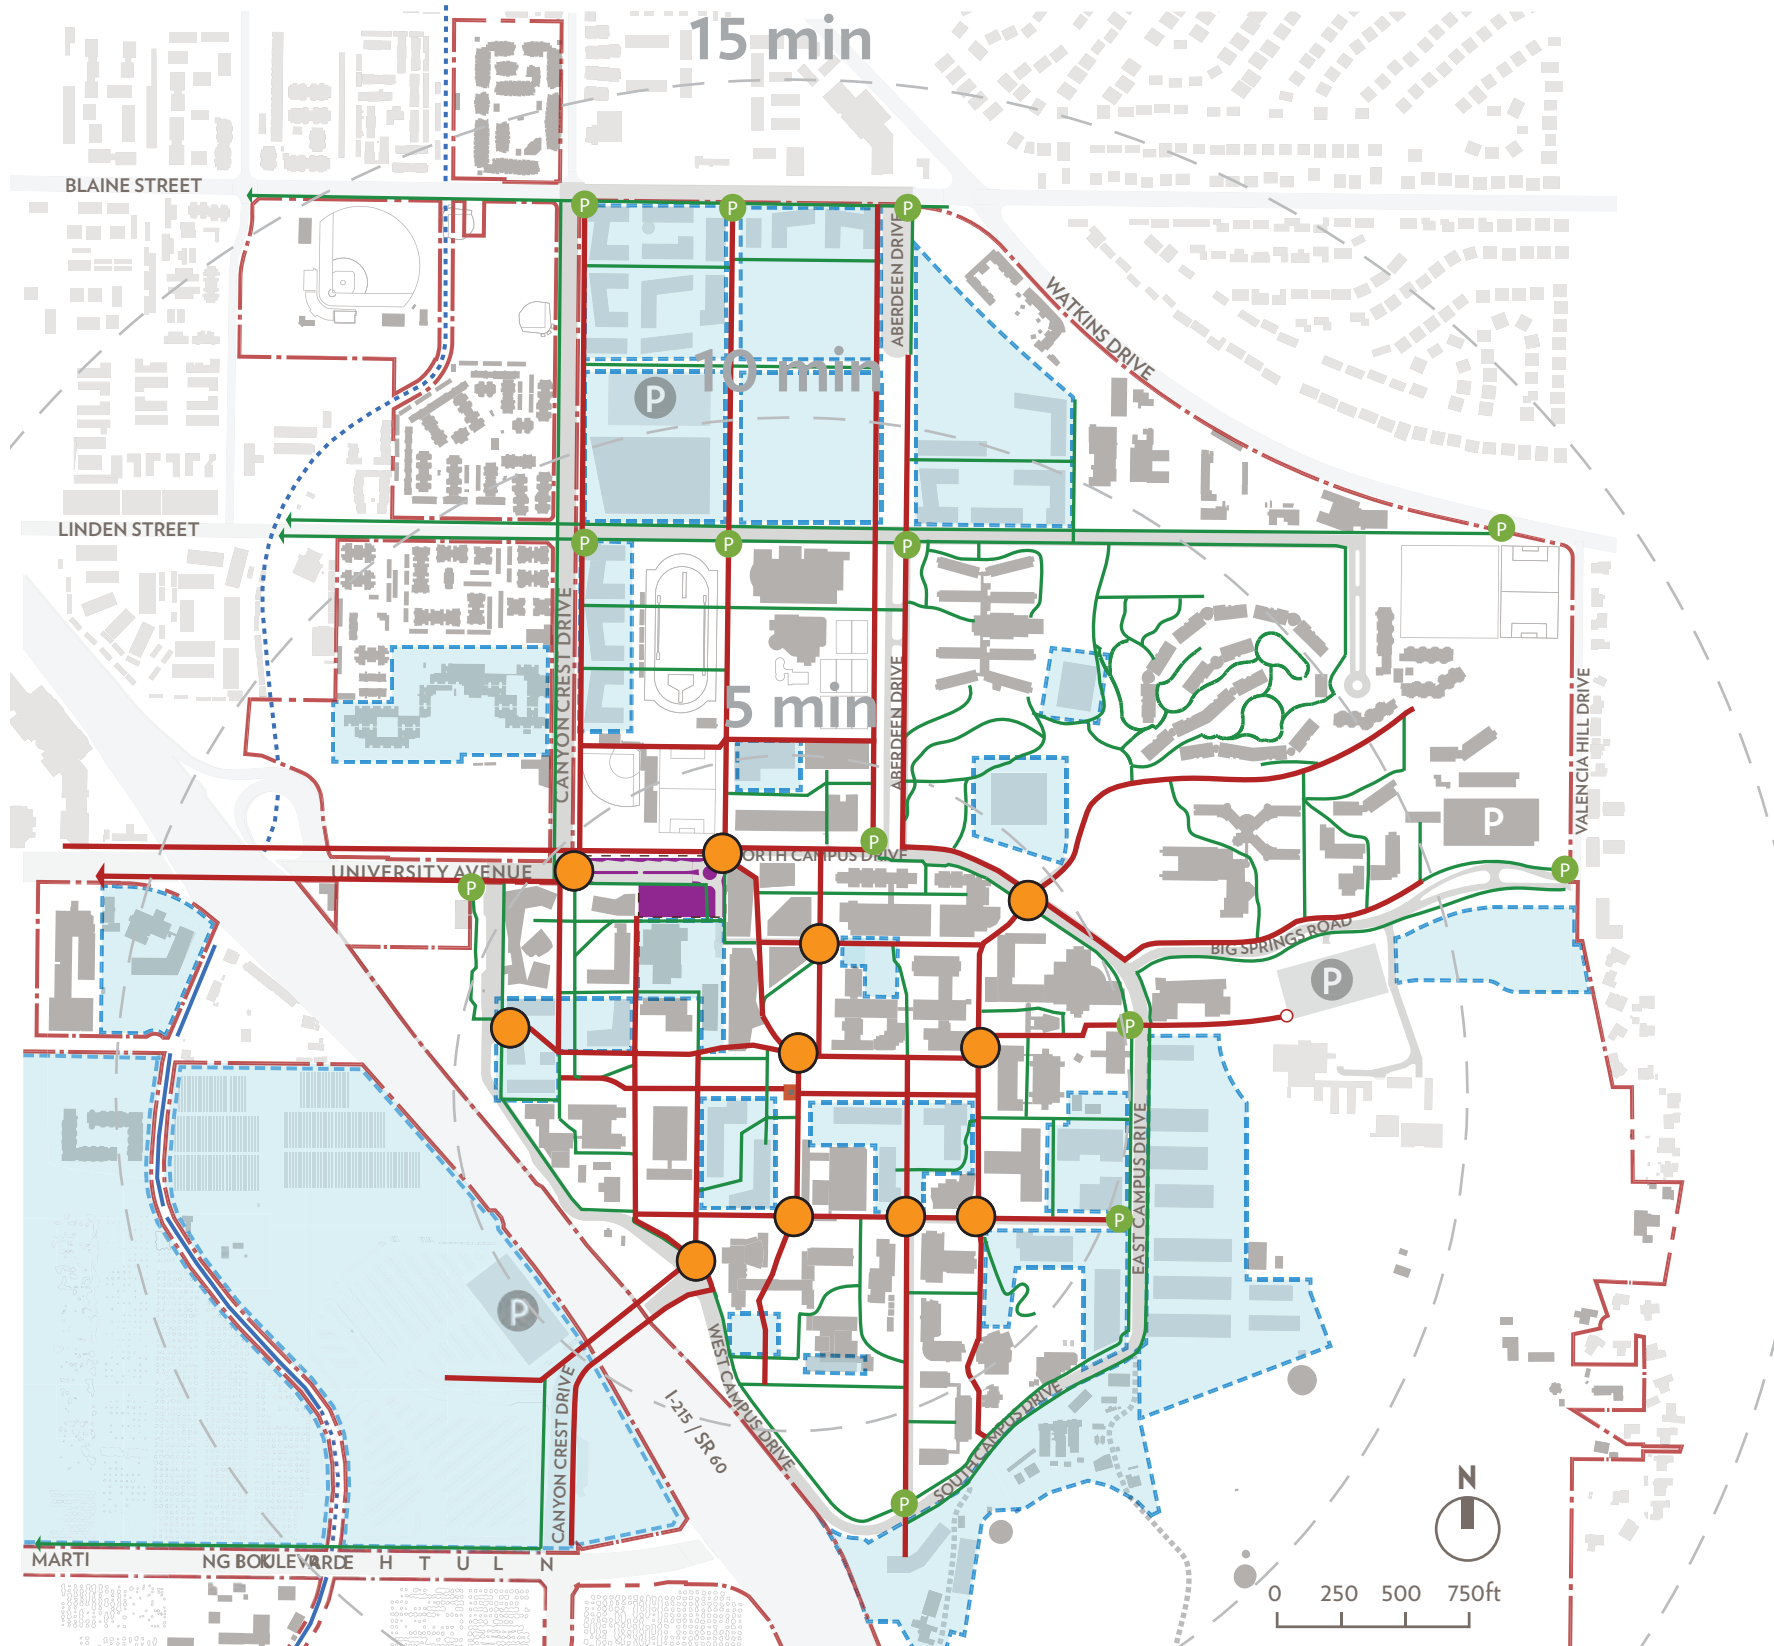 15 min
BLAINE STREET
P
P
P
ABERDEEN DRIVE
WATKINS DRIVE
10 min
P
LINDEN STREET
P
P
P
P
CANYON CREST DRIVE
ABERDEEN DRIVE
5 min
VALENCIA HILL DRIVE
P
P
ORTH CAMPUS DRIVE
UNIVERSITY AVENUE
P
P
BIG SPRINGS ROAD
P
P
EAST CAMPUS DRIVE
P
P
WEST CAMPUS DRIVE
I-215 / SR 60
CANYON CREST DRIVE
SOUTH CAMPUS DRIVE
P
N
MARTI
0 250 500 750ft